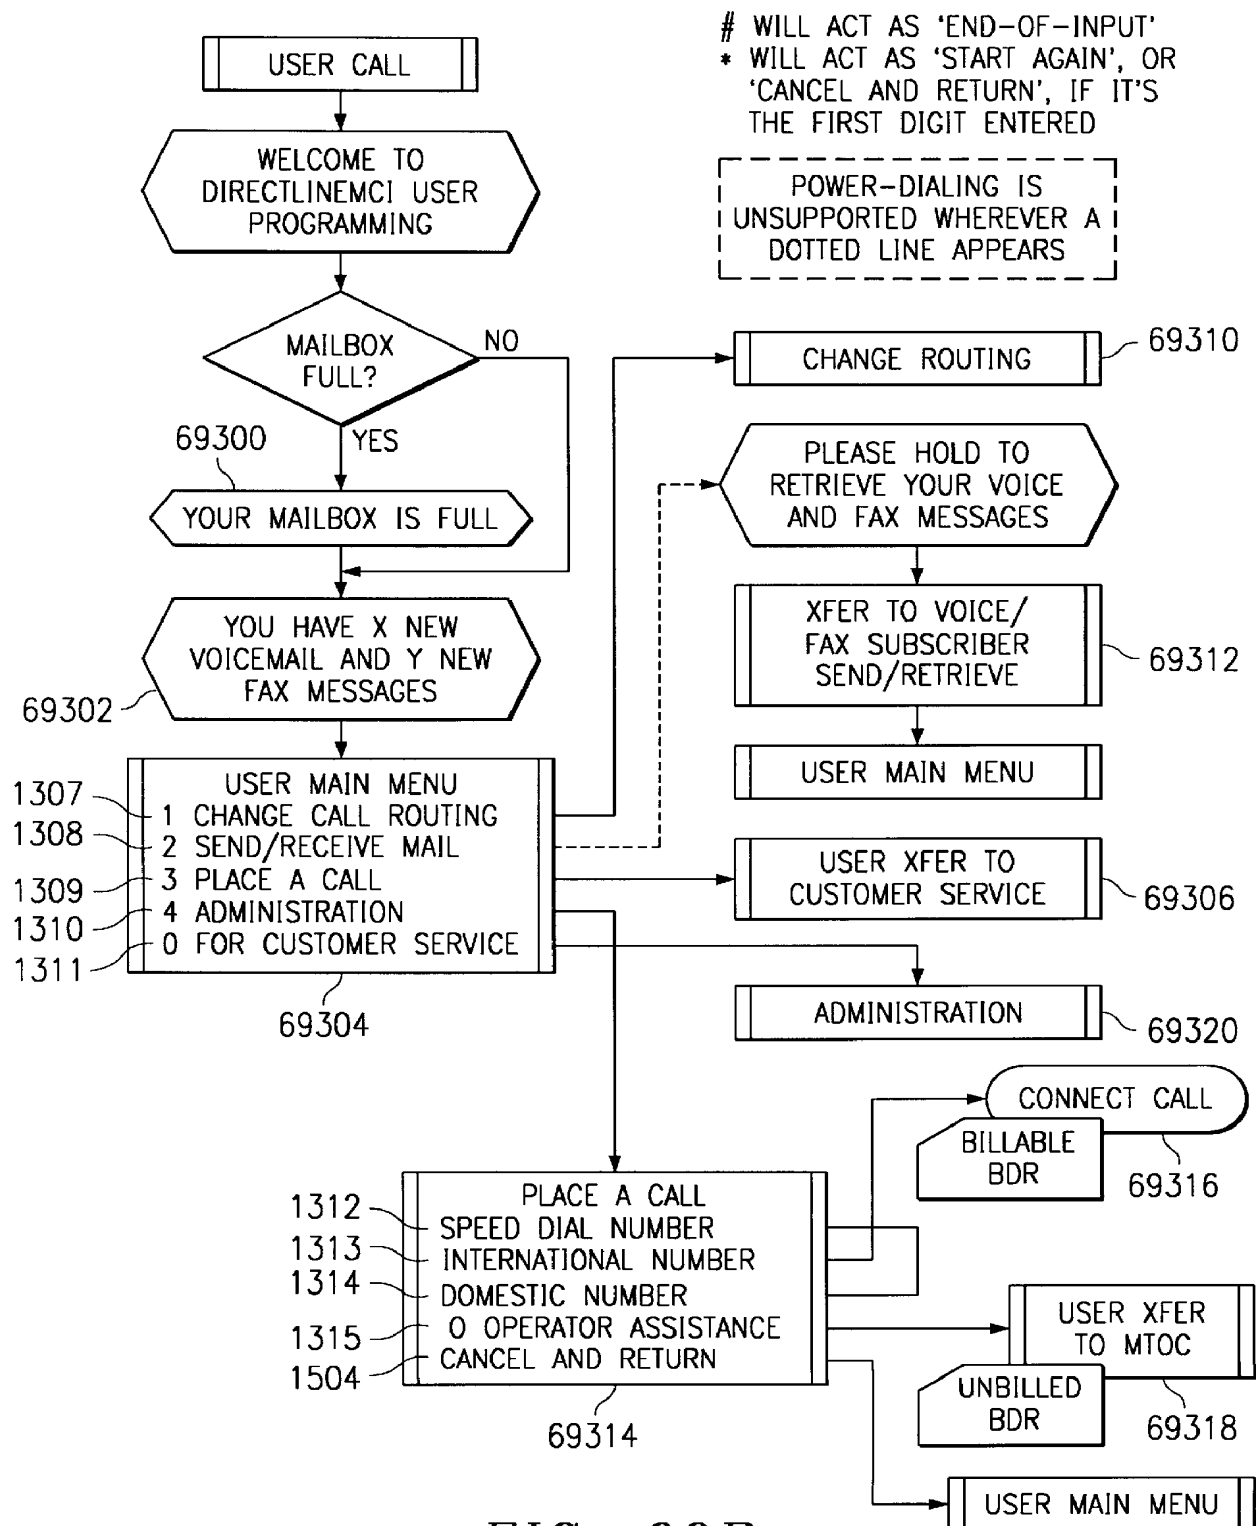 # WILL ACT AS 'END-OF-INPUT'
* WILL ACT AS 'START AGAIN', OR
'CANCEL AND RETURN', IF IT'S
THE FIRST DIGIT ENTERED
POWER-DIALING IS
UNSUPPORTED WHEREVER A
DOTTED LINE APPEARS
USER CALL
WELCOME TO
DIRECTLINEMCI USER
PROGRAMMING
MAILBOX
FULL?
NO
YES
69300
YOUR MAILBOX IS FULL
YOU HAVE X NEW
VOICEMAIL AND Y NEW
FAX MESSAGES
69302
USER MAIN MENU
1307
1 CHANGE CALL ROUTING
1308
2 SEND/RECEIVE MAIL
1309
3 PLACE A CALL
1310
4 ADMINISTRATION
1311
0 FOR CUSTOMER SERVICE
69304
CHANGE ROUTING
69310
PLEASE HOLD TO
RETRIEVE YOUR VOICE
AND FAX MESSAGES
XFER TO VOICE/
FAX SUBSCRIBER
SEND/RETRIEVE
69312
USER MAIN MENU
USER XFER TO
CUSTOMER SERVICE
69306
ADMINISTRATION
69320
CONNECT CALL
BILLABLE
BDR
69316
PLACE A CALL
1312
SPEED DIAL NUMBER
1313
INTERNATIONAL NUMBER
1314
DOMESTIC NUMBER
1315
0 OPERATOR ASSISTANCE
1504
CANCEL AND RETURN
69314
USER XFER
TO MTOC
UNBILLED
BDR
69318
USER MAIN MENU